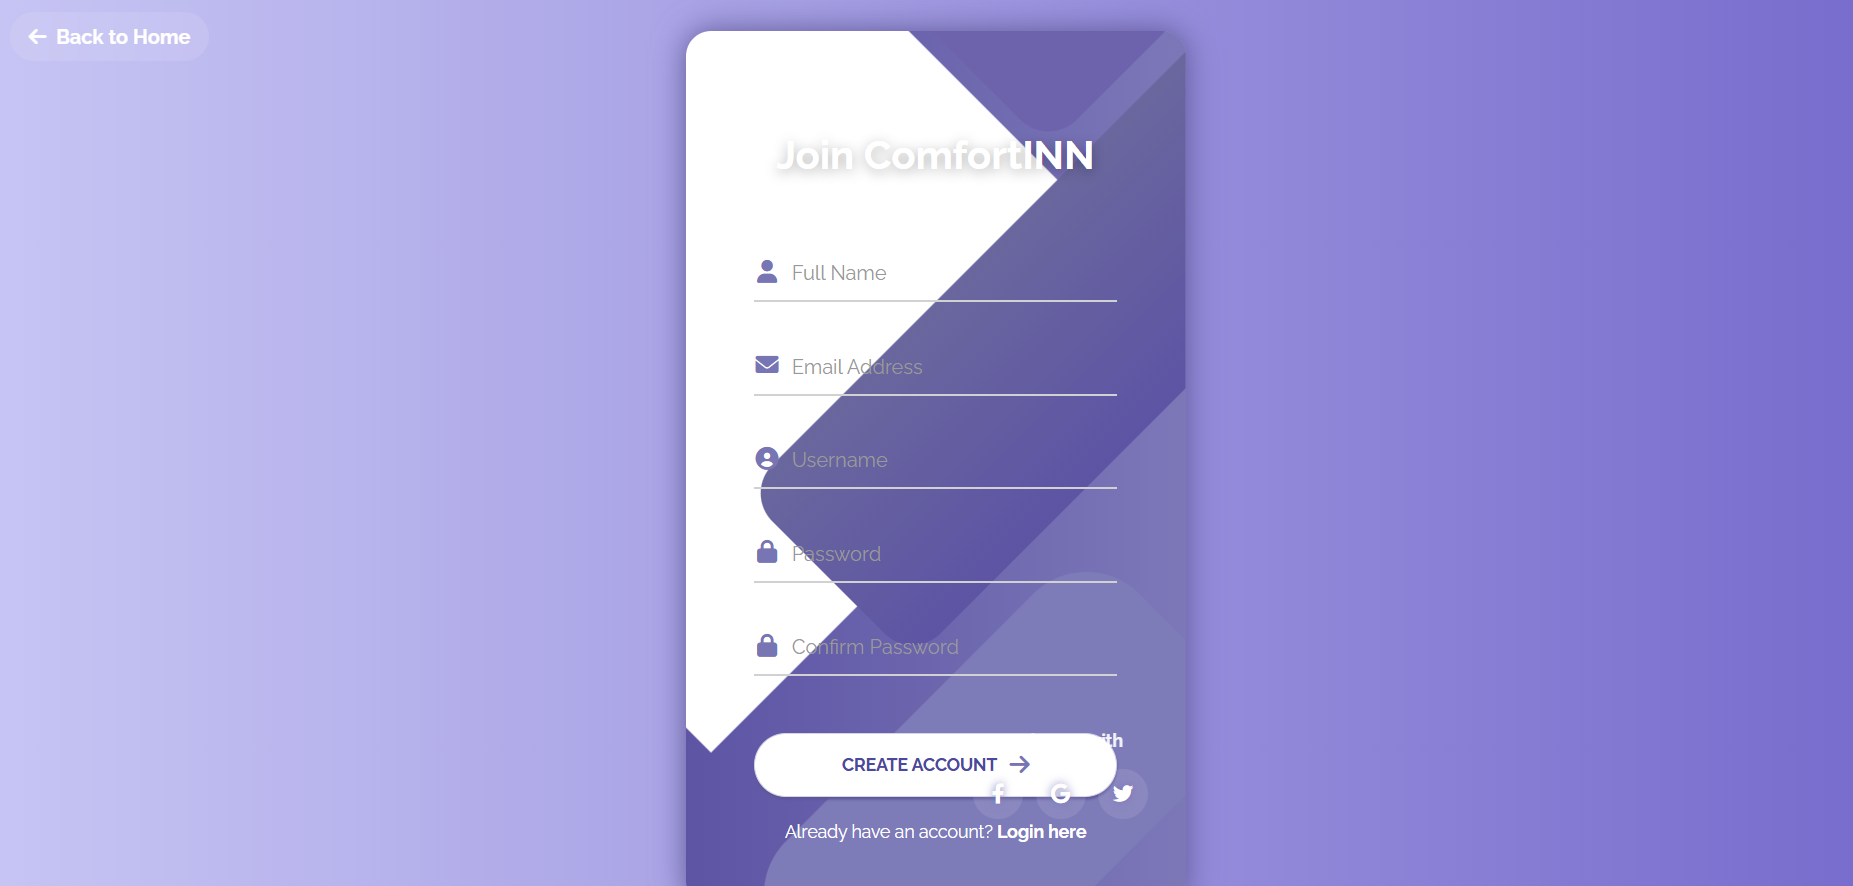 Back to Home
Join ComfortINN
Full Name
Email Address
Username
Password
Confirm Password
CREATE ACCOUNT
Already have an account? Login here